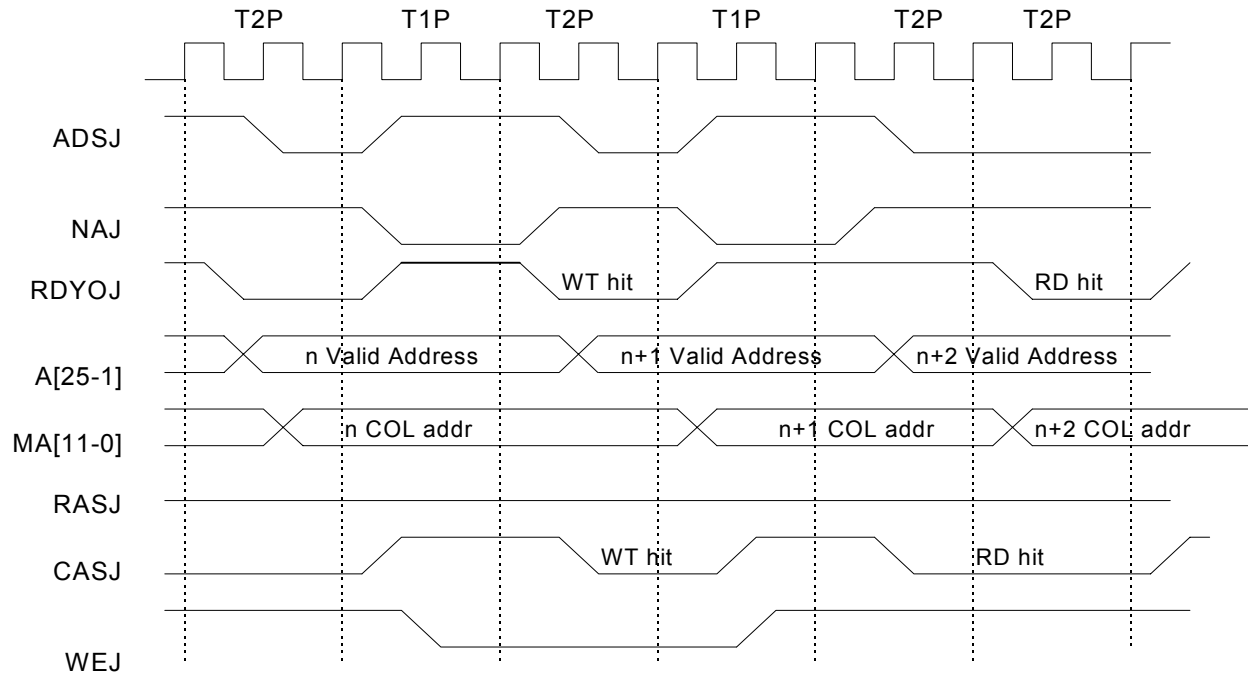 T2P T1P T2P T1P T2P T2P
ADSJ
NAJ
RDYOJ WT hit RD hit
A[25-1] n Valid Address n+1 Valid Address n+2 Valid Address
MA[11-0] n COL addr n+1 COL addr n+2 COL addr
RASJ
CASJ WT hit RD hit
WEJ